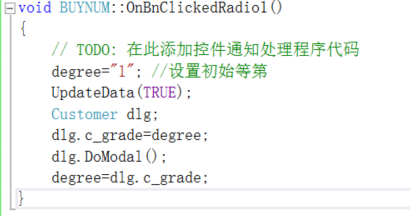 void BUYNUM::OnBnClickedRadio1()
{
// TODO: 在此添加控件通知处理程序代码
degree="1"; //设置初始等第
UpdateData(TRUE);
Customer dlg;
dlg.c_grade=degree;
dlg.DoModal();
degree=dlg.c_grade;
}